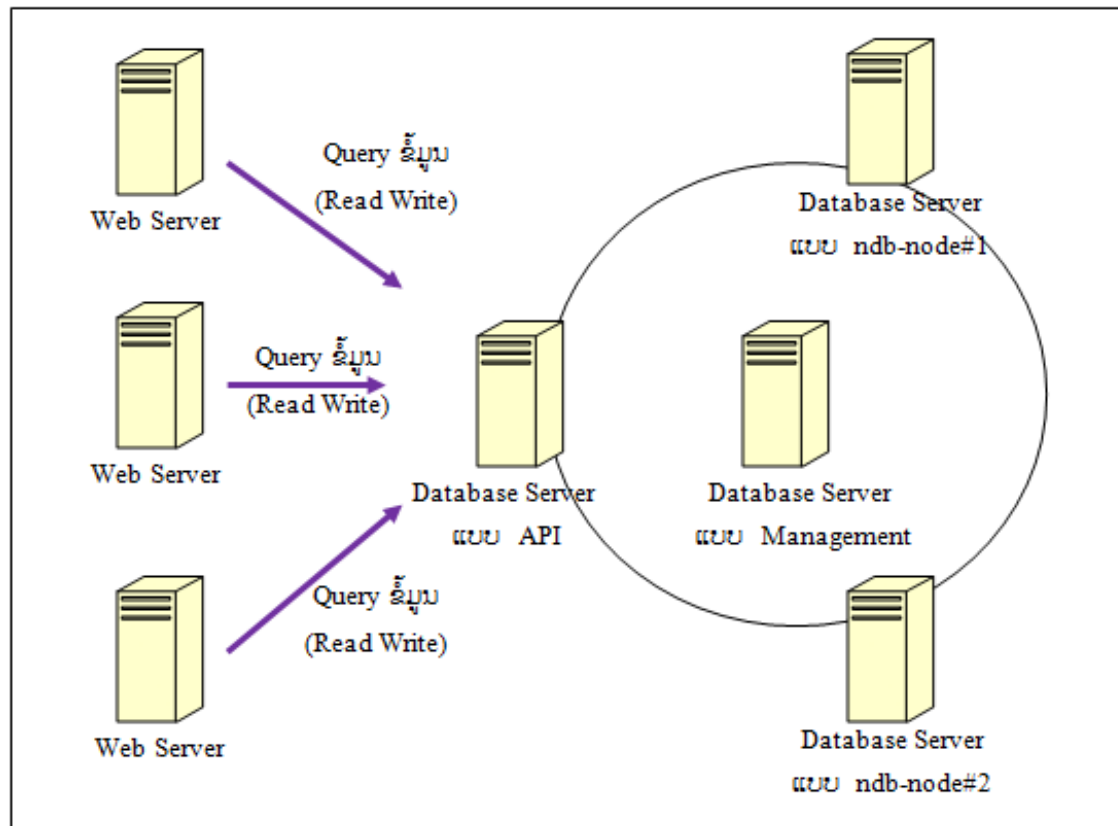 Web Server
Query ຂໍ້ມູນ
(Read Write)
Database Server
ແບບ ndb-node#1
Web Server
Query ຂໍ້ມູນ
(Read Write)
Database Server
ແບບ API
Database Server
ແບບ Management
Web Server
Query ຂໍ້ມູນ
(Read Write)
Database Server
ແບບ ndb-node#2